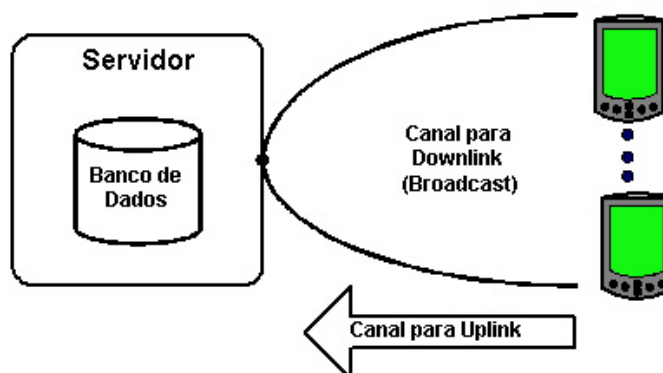 Servidor
Banco de
Dados
Canal para
Downlink
(Broadcast)
Canal para Uplink